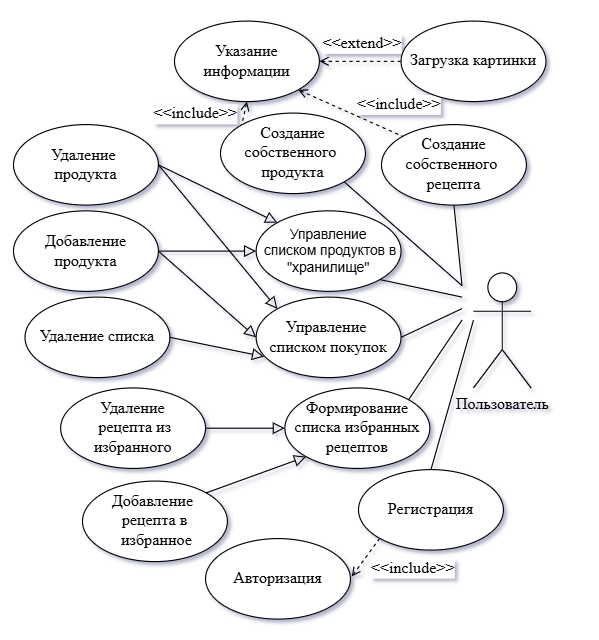 Указание
информации
<<extend>>
Загрузка картинки
<<include>>
<<include>>
Создание
собственного
продукта
Создание
собственного
рецепта
Удаление
продукта
Добавление
продукта
Управление
списком продуктов в
"хранилище"
Удаление списка
Управление
списком покупок
Пользователь
Удаление
рецепта из
избранного
Формирование
списка избранных
рецептов
Добавление
рецепта в
избранное
Регистрация
Авторизация
<<include>>